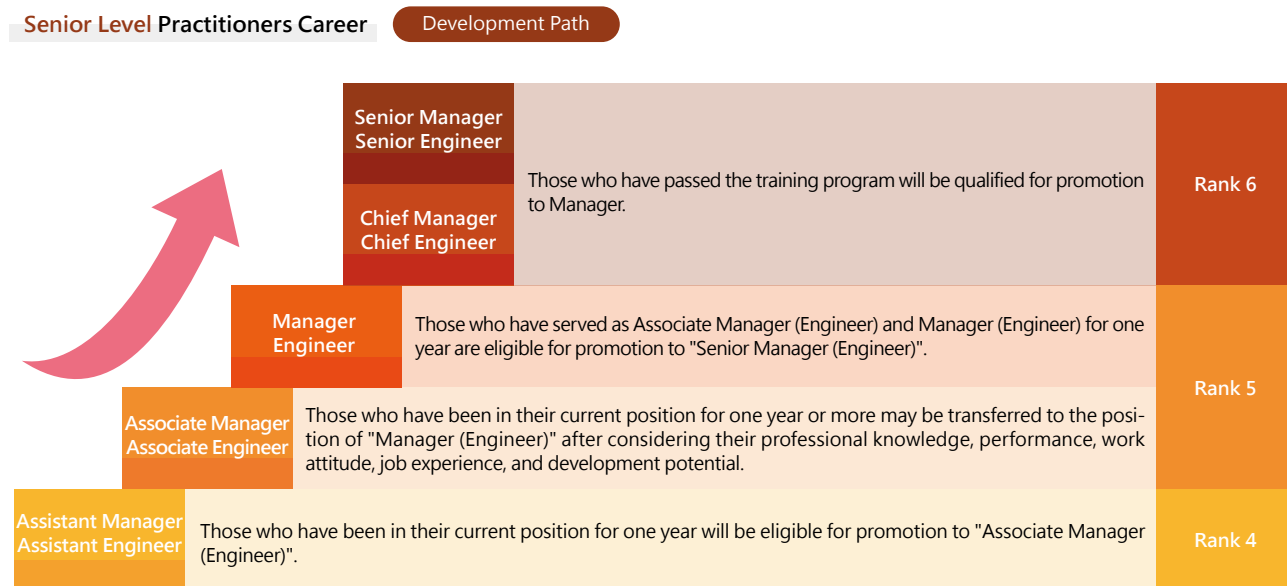 Senior Level Practitioners Career
Development Path
Senior Manager
Senior Engineer
Chief Manager
Chief Engineer
Those who have passed the training program will be qualified for promotion
to Manager.
Rank 6
Manager
Engineer
Those who have served as Associate Manager (Engineer) and Manager (Engineer) for one
year are eligible for promotion to "Senior Manager (Engineer)".
Rank 5
Associate Manager
Associate Engineer
Those who have been in their current position for one year or more may be transferred to the posi-
tion of "Manager (Engineer)" after considering their professional knowledge, performance, work
attitude, job experience, and development potential.
Assistant Manager
Assistant Engineer
Those who have been in their current position for one year will be eligible for promotion to "Associate Manager
(Engineer)".
Rank 4